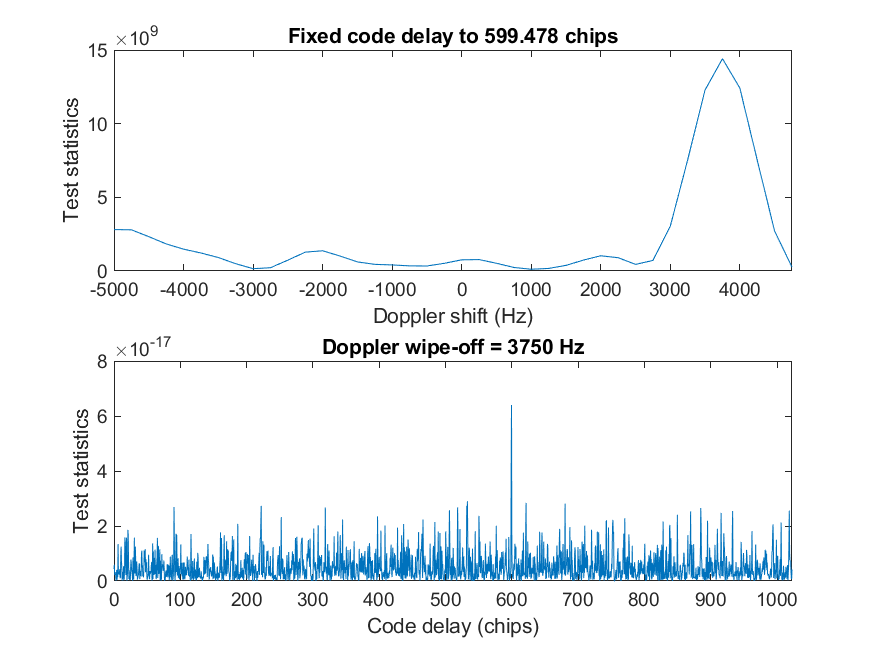 ×10^9
Fixed code delay to 599.478 chips
15
10
5
0
Test statistics
-5000 -4000 -3000 -2000 -1000 0 1000 2000 3000 4000
Doppler shift (Hz)
×10^-17
Doppler wipe-off = 3750 Hz
8
6
4
2
0
Test statistics
0 100 200 300 400 500 600 700 800 900 1000
Code delay (chips)